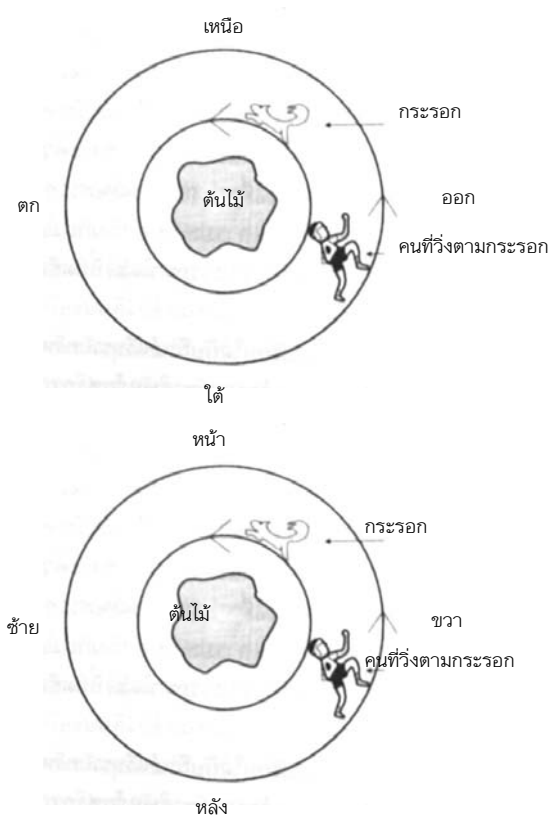 เหนือ
กระรอก
ต้นไม้
ตก
ออก
คนที่วิ่งตามกระรอก
ใต้
หน้า
กระรอก
ต้นไม้
ซ้าย
ขวา
คนที่วิ่งตามกระรอก
หลัง